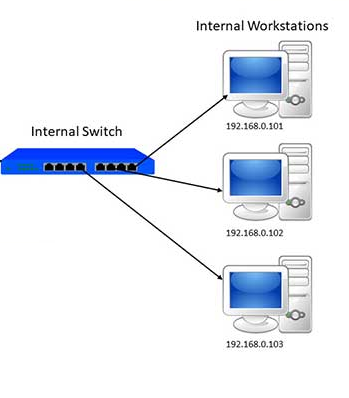 Internal Workstations
192.168.0.101
Internal Switch
192.168.0.102
192.168.0.103